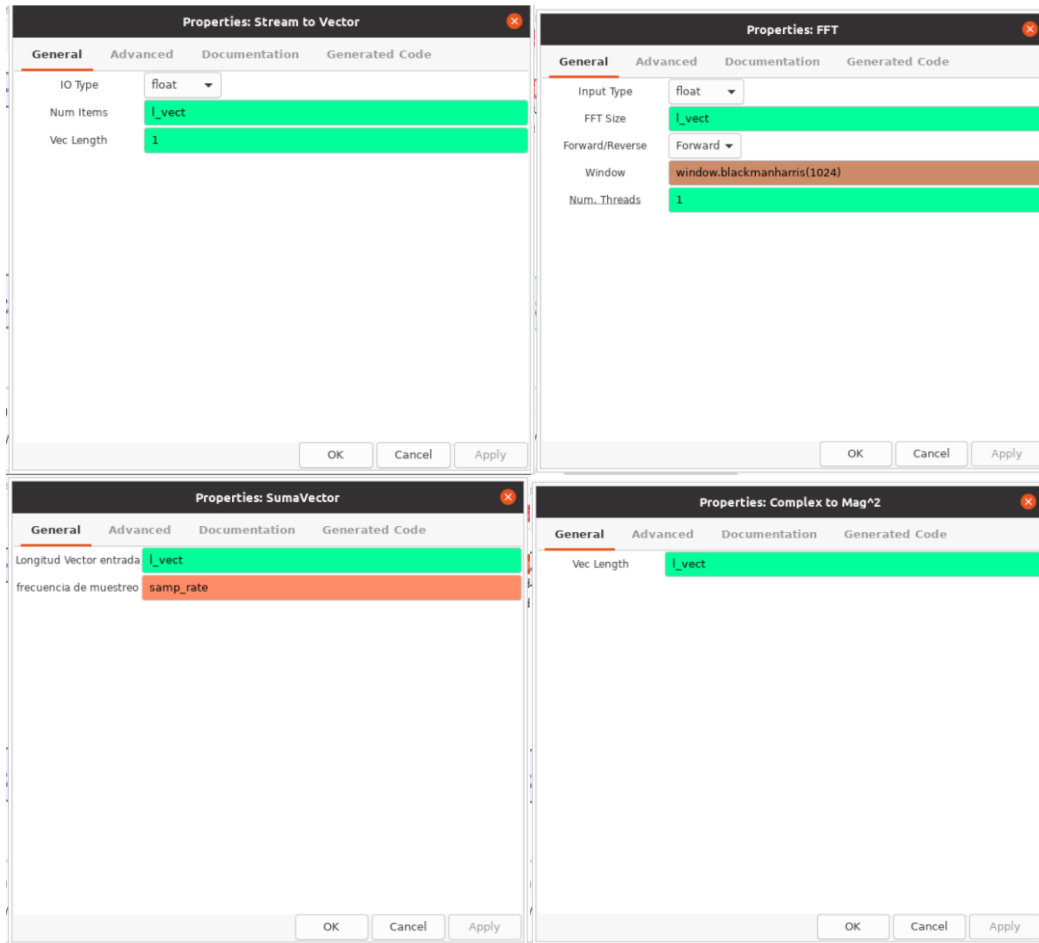 Properties: Stream to Vector
General Advanced Documentation Generated Code
IO Type float
Num Items l_vect
Vec Length 1
OK Cancel Apply
Properties: FFT
General Advanced Documentation Generated Code
Input Type float
FFT Size l_vect
Forward/Reverse Forward
Window window.blackmanharris(1024)
Num. Threads 1
OK Cancel Apply
Properties: SumaVector
General Advanced Documentation Generated Code
Longitud Vector entrada l_vect
frecuencia de muestreo samp_rate
OK Cancel Apply
Properties: Complex to Mag^2
General Advanced Documentation Generated Code
Vec Length l_vect
OK Cancel Apply